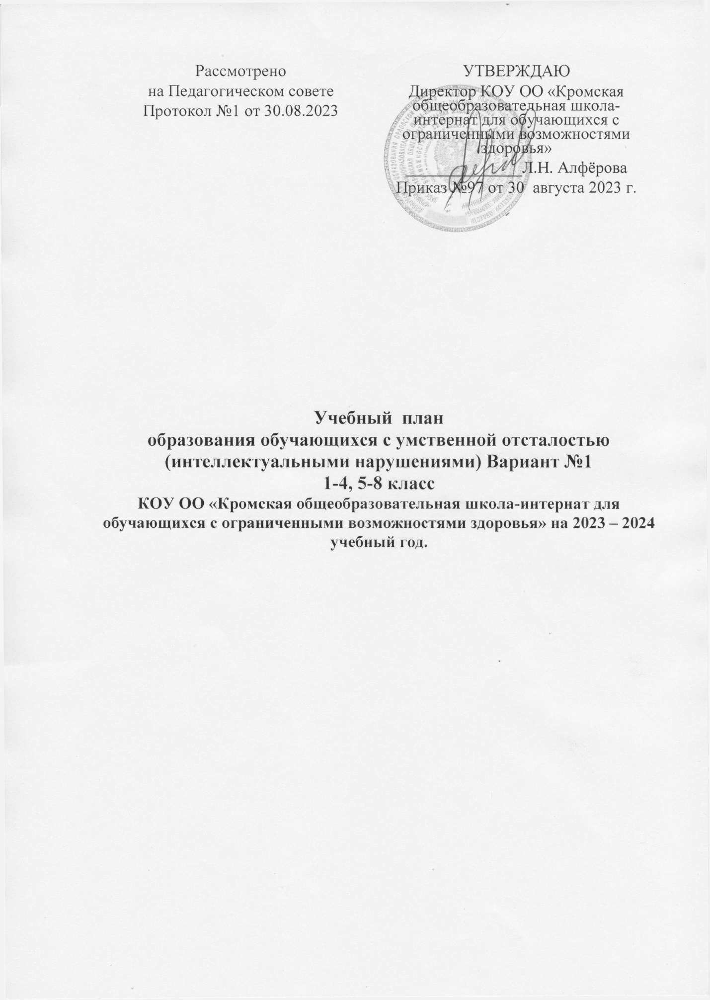 Рассмотрено
на Педагогическом совете
Протокол №1 от 30.08.2023
УТВЕРЖДАЮ
Директор КОУ ОО «Кромская
общеобразовательная школа-
интернат для обучающихся с
ограниченными возможностями
здоровья»
______________Л.Н. Алфёрова
Приказ №97 от 30 августа 2023 г.
Учебный план
образования обучающихся с умственной отсталостью
(интеллектуальными нарушениями) Вариант №1
1-4, 5-8 класс
КОУ ОО «Кромская общеобразовательная школа-интернат для
обучающихся с ограниченными возможностями здоровья» на 2023 – 2024
учебный год.